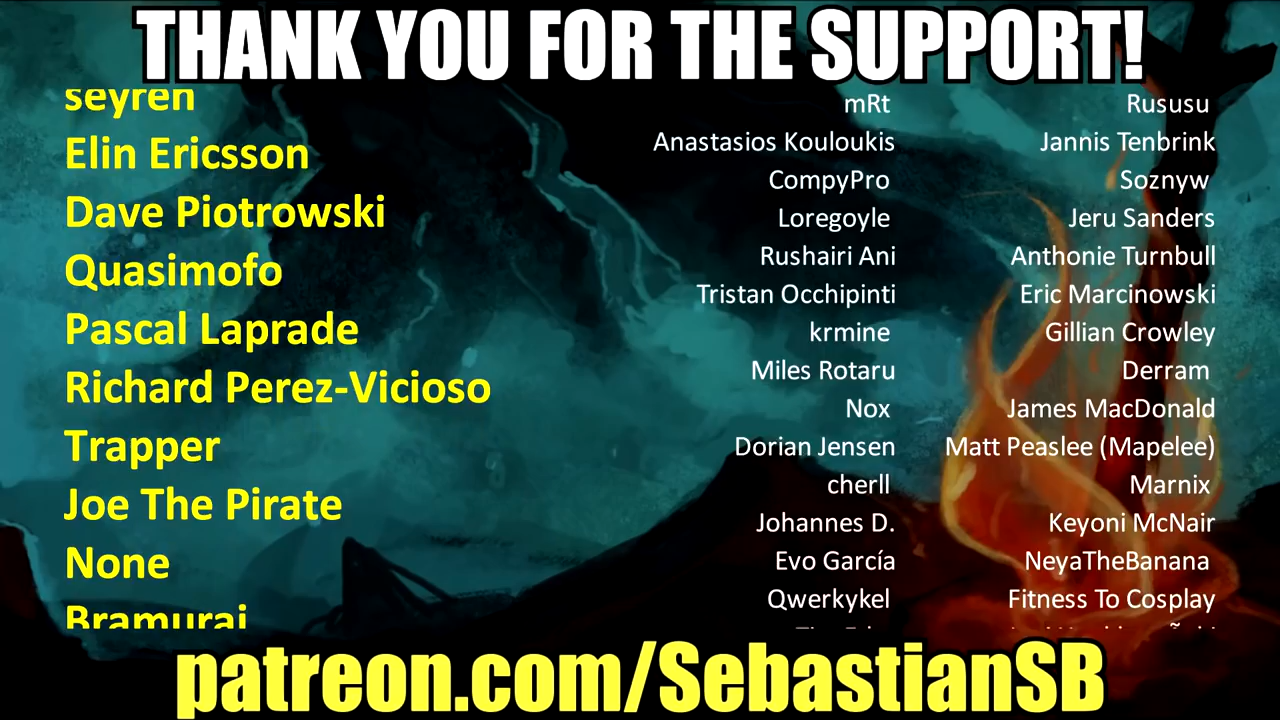 THANK YOU FOR THE SUPPORT!
seyren
Elin Ericsson
Dave Piotrowski
Quasimofo
Pascal Laprade
Richard Perez-Vicioso
Trapper
Joe The Pirate
None
Bramurai
mRt
Anastasios Kouloukis
CompyPro
Loregoyle
Rushairi Ani
Tristan Occhipinti
krmine
Miles Rotaru
Nox
Dorian Jensen
cherll
Johannes D.
Evo García
Qwerkykel
Rususu
Jannis Tenbrink
Soznyw
Jeru Sanders
Anthonie Turnbull
Eric Marcinowski
Gillian Crowley
Derram
James MacDonald
Matt Peaslee (Mapelee)
Marnix
Keyoni McNair
NeyaTheBanana
Fitness To Cosplay
patreon.com/SebastianSB